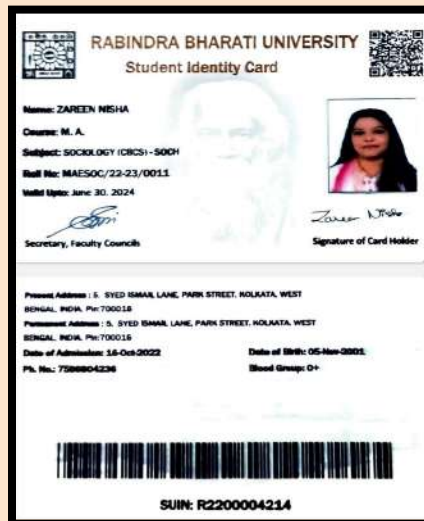 RABINDRA BHARATI UNIVERSITY
Student Identity Card
Name: ZAREEN NISHA
Course: M. A.
Subject: SOCIOLOGY (CBCS) - SOCH
Roll No: MAESOC/22-23/0011
Valid Upto: June 30, 2024
Zareen Nisha
Secretary, Faculty Councils
Signature of Card Holder
Present Address : 5, SYED ISMAIL LANE, PARK STREET, KOLKATA, WEST
BENGAL, INDIA, Pin:700016
Permanent Address : 5, SYED ISMAIL LANE, PARK STREET, KOLKATA, WEST
BENGAL, INDIA, Pin:700016
Date of Admission: 16-Oct-2022
Date of Birth: 05-Nov-2001
Ph. No.:
Blood Group: O+
SUIN: R2200004214